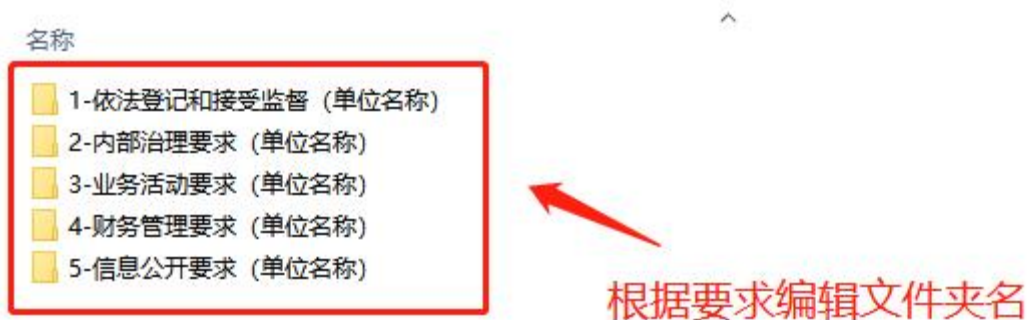 名称
1-依法登记和接受监督（单位名称）
2-内部治理要求（单位名称）
3-业务活动要求（单位名称）
4-财务管理要求（单位名称）
5-信息公开要求（单位名称）
根据要求编辑文件夹名